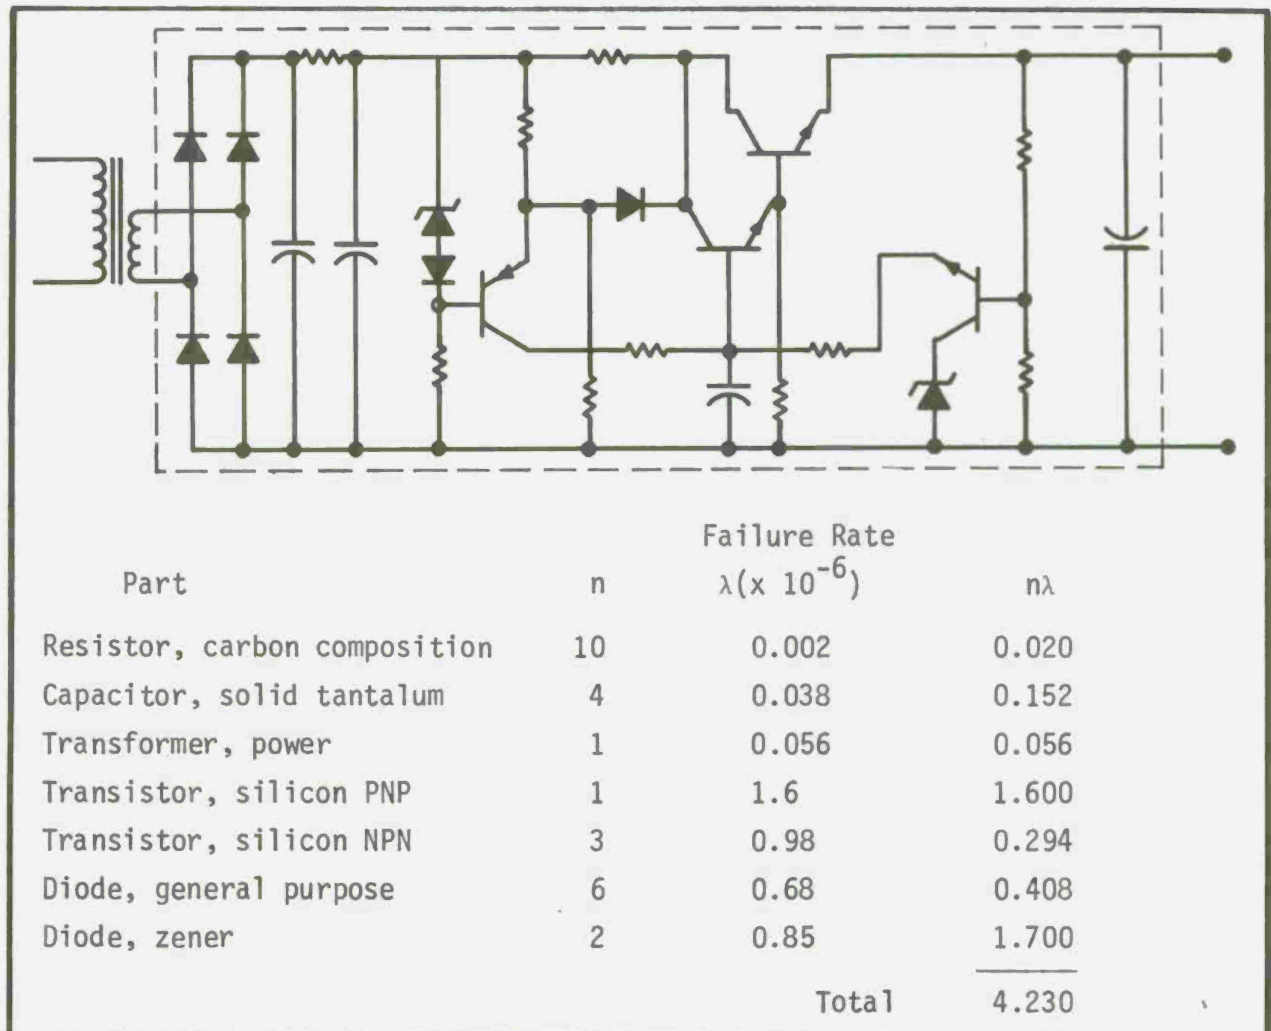 Failure Rate
Part n λ(x 10⁻⁶) nλ
Resistor, carbon composition 10 0.002 0.020
Capacitor, solid tantalum 4 0.038 0.152
Transformer, power 1 0.056 0.056
Transistor, silicon PNP 1 1.6 1.600
Transistor, silicon NPN 3 0.98 0.294
Diode, general purpose 6 0.68 0.408
Diode, zener 2 0.85 1.700
Total 4.230